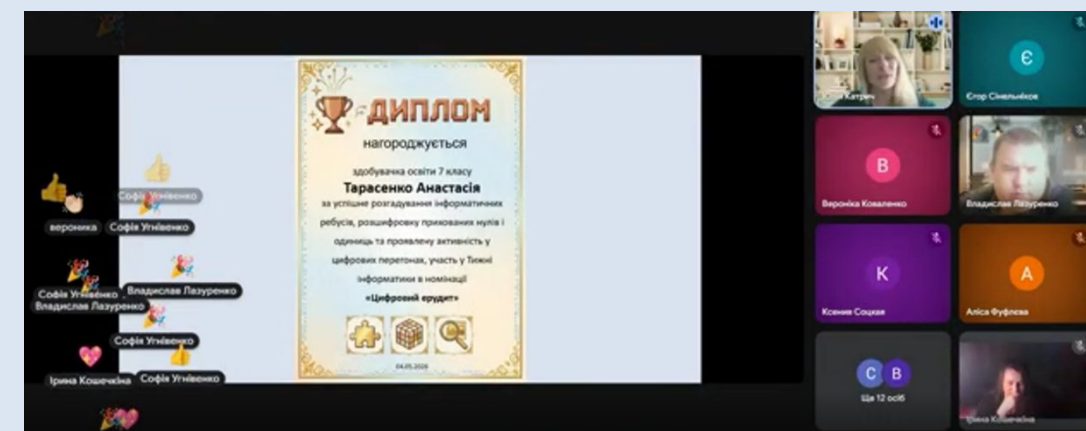 ДИПЛОМ
нагороджується
здобувачка освіти 7 класу
Тарасенко Анастасія
за успішне розгадування інформатичних
ребусів, розшифровку прихованих нулів і
одиниць та проявлену активність у
цифрових перегонах, участь у Тижні
інформатики в номінації
«Цифровий ерудит»
04.05.2026
Софія Угнівенко
вероника
Софія Угнівенко
Софія Угнівенко
Владислав Лазуренко
Владислав Лазуренко
Софія Угнівенко
Ірина Кошечкіна
Софія Угнівенко
Катрич
Є
Єгор Сінельніков
В
Вероніка Коваленко
Владислав Лазуренко
К
Ксения Соцкая
А
Аліса Фуфлєва
С В
Ще 12 осіб
Ірина Кошечкіна